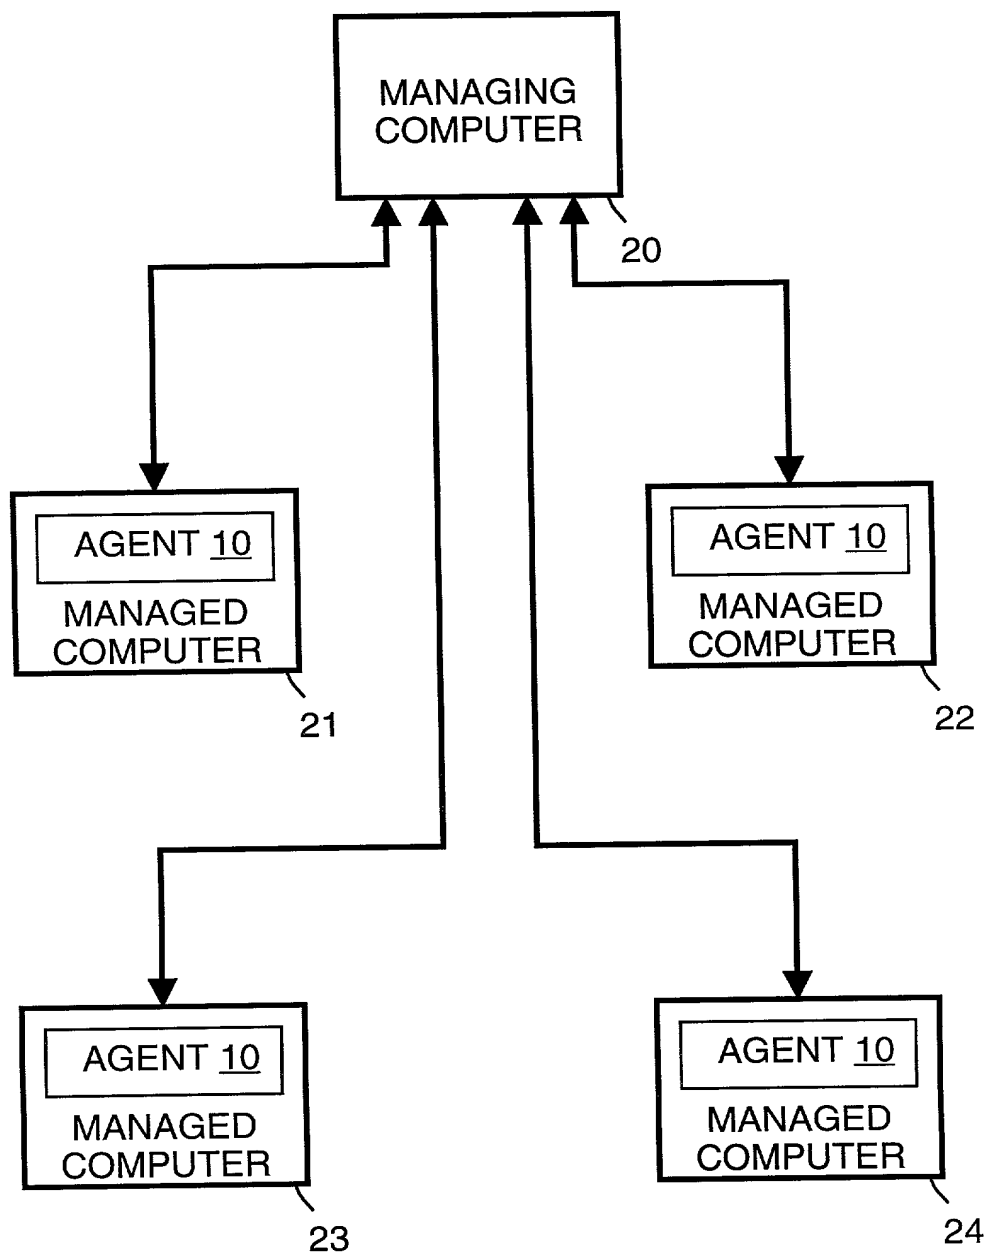 MANAGING
COMPUTER
20
AGENT 10
MANAGED
COMPUTER
21
AGENT 10
MANAGED
COMPUTER
22
AGENT 10
MANAGED
COMPUTER
23
AGENT 10
MANAGED
COMPUTER
24